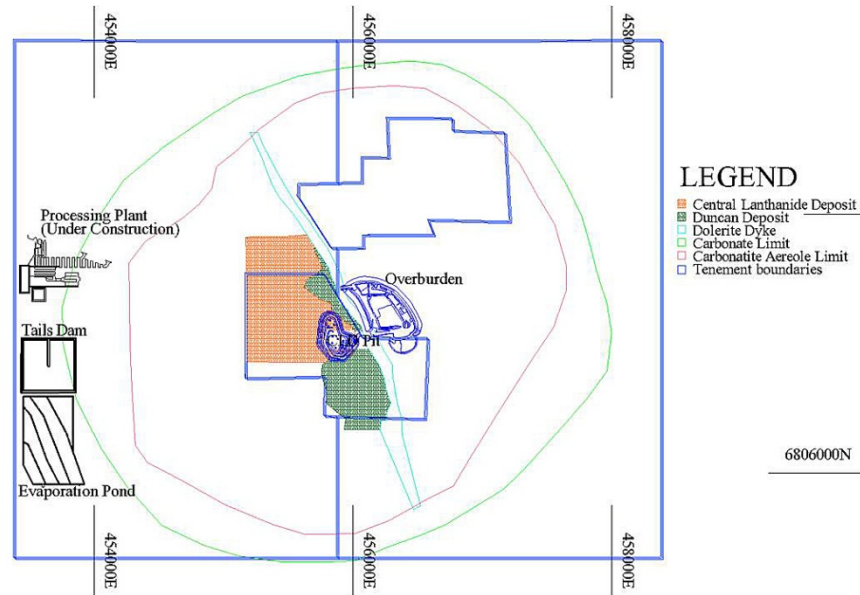 454000E
456000E
458000E
LEGEND
Central Lanthanide Deposit
Duncan Deposit
Dolerite Dyke
Carbonate Limit
Carbonatite Aereole Limit
Tenement boundaries
Processing Plant
(Under Construction)
Overburden
Tails Dam
Pit
6806000N
Evaporation Pond
454000E
456000E
458000E